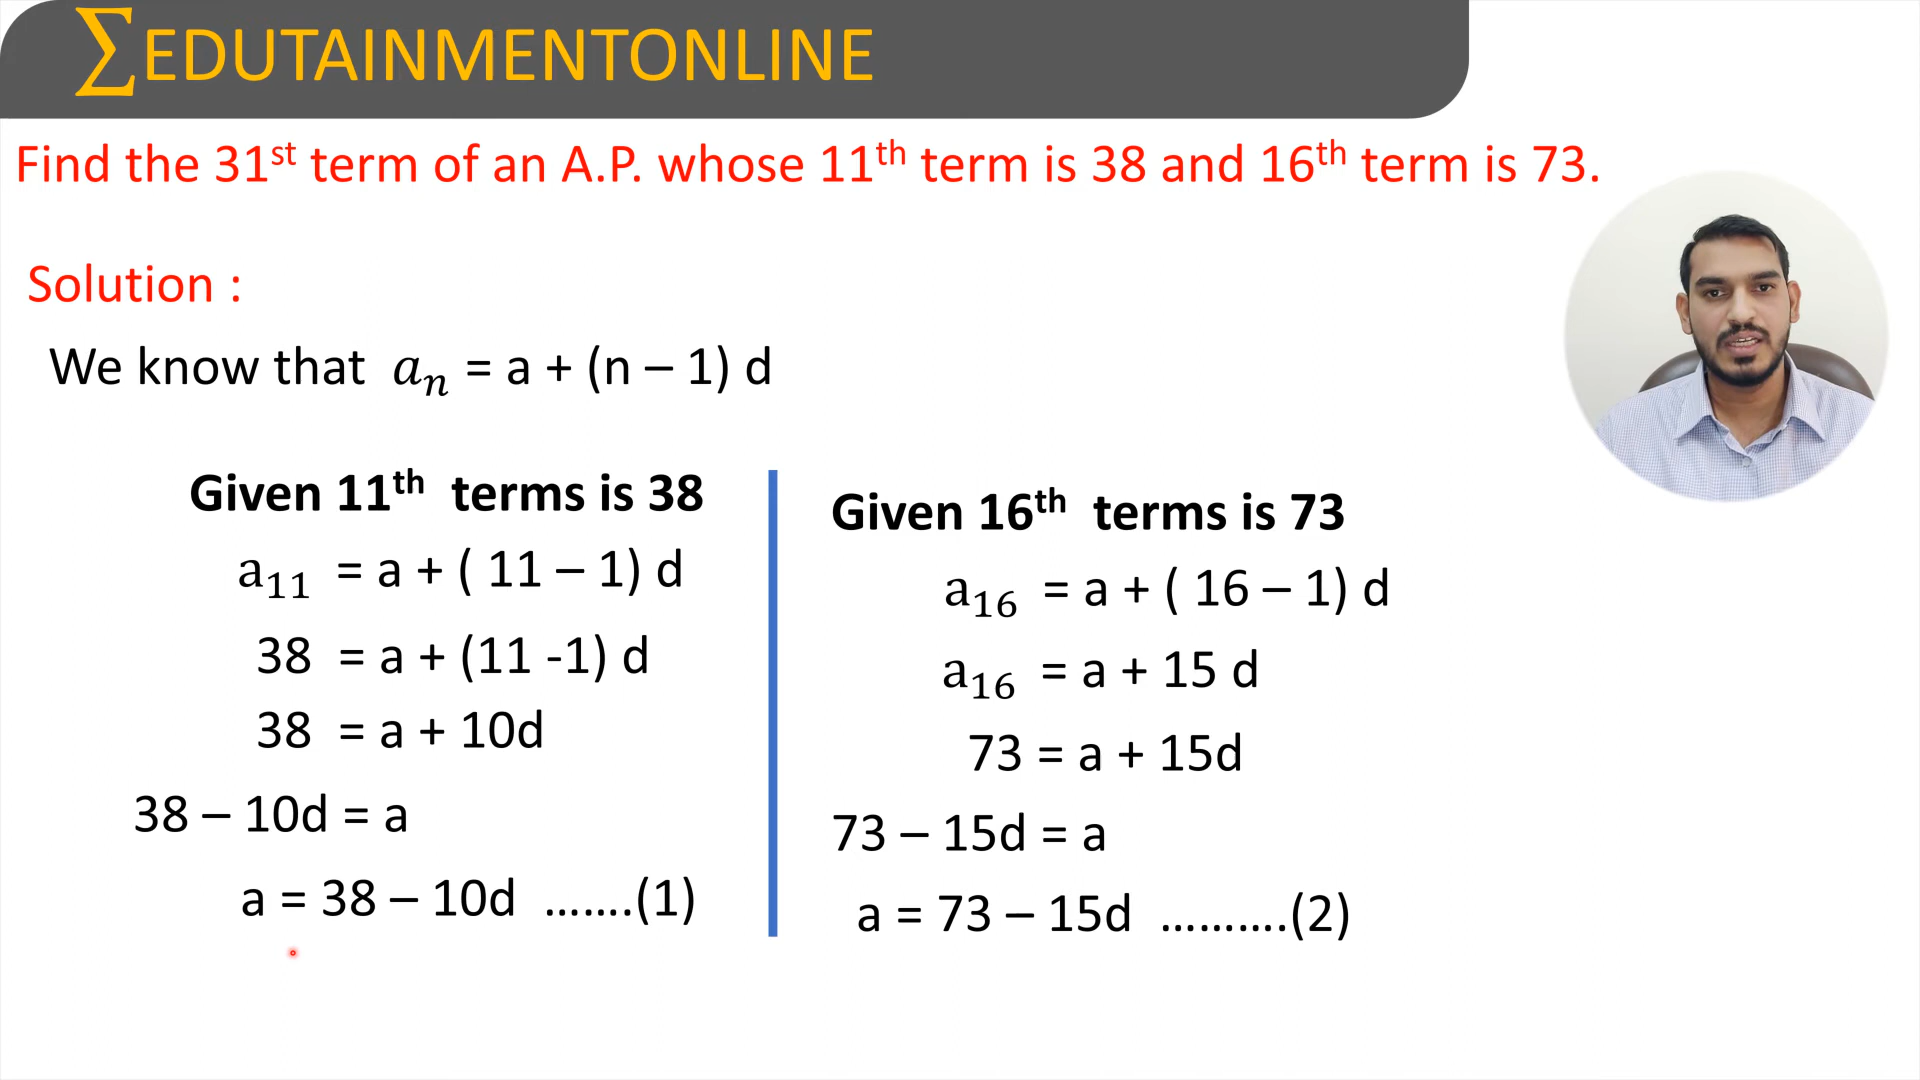 ∑EDUTAINMENTONLINE
Find the 31st term of an A.P. whose 11th term is 38 and 16th term is 73.
Solution :
We know that aₙ = a + (n – 1) d
Given 11th terms is 38
a₁₁ = a + ( 11 – 1) d
38 = a + (11 -1) d
38 = a + 10d
38 – 10d = a
a = 38 – 10d …….(1)
Given 16th terms is 73
a₁₆ = a + ( 16 – 1) d
a₁₆ = a + 15 d
73 = a + 15d
73 – 15d = a
a = 73 – 15d ……….(2)